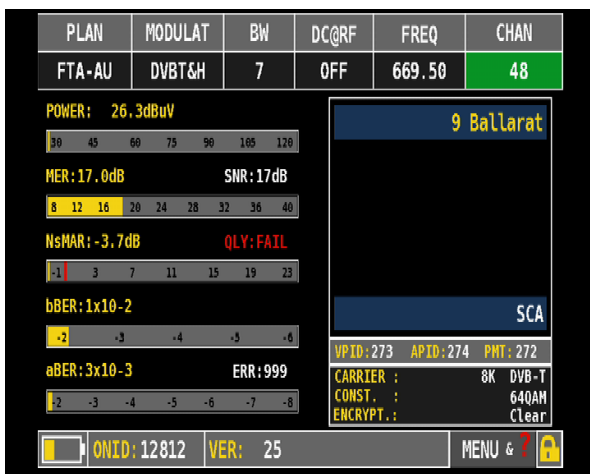 PLAN MODULAT BW DC@RF FREQ CHAN
FTA-AU DVBT&H 7 OFF 669.50 48
POWER: 26.3dBuV
30 45 60 75 90 105 120
MER:17.0dB SNR:17dB
8 12 16 20 24 28 32 36 40
NsMAR:-3.7dB QLY:FAIL
-1 3 7 11 15 19 23
bBER:1x10-2
-2 -3 -4 -5 -6
aBER:3x10-3 ERR:999
-2 -3 -4 -5 -6 -7 -8
9 Ballarat
SCA
VPID:273 APID:274 PMT:272
CARRIER : 8K DVB-T
CONST. : 64QAM
ENCRYPT.: Clear
ONID:12812 VER: 25 MENU & ?